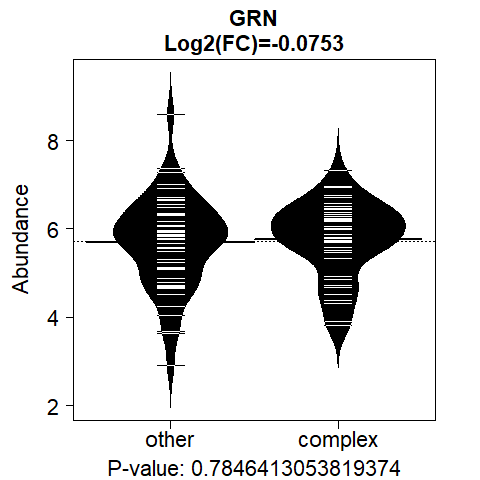 GRN
Log2(FC)=-0.0753
Abundance
8
6
4
2
other complex
P-value: 0.7846413053819374